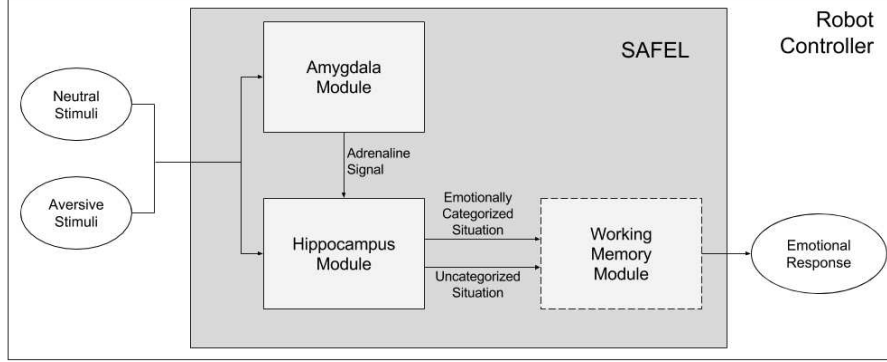 Robot
Controller
SAFEL
Amygdala
Module
Neutral
Stimuli
Adrenaline
Signal
Aversive
Stimuli
Emotionally
Categorized
Situation
Hippocampus
Module
Uncategorized
Situation
Working
Memory
Module
Emotional
Response